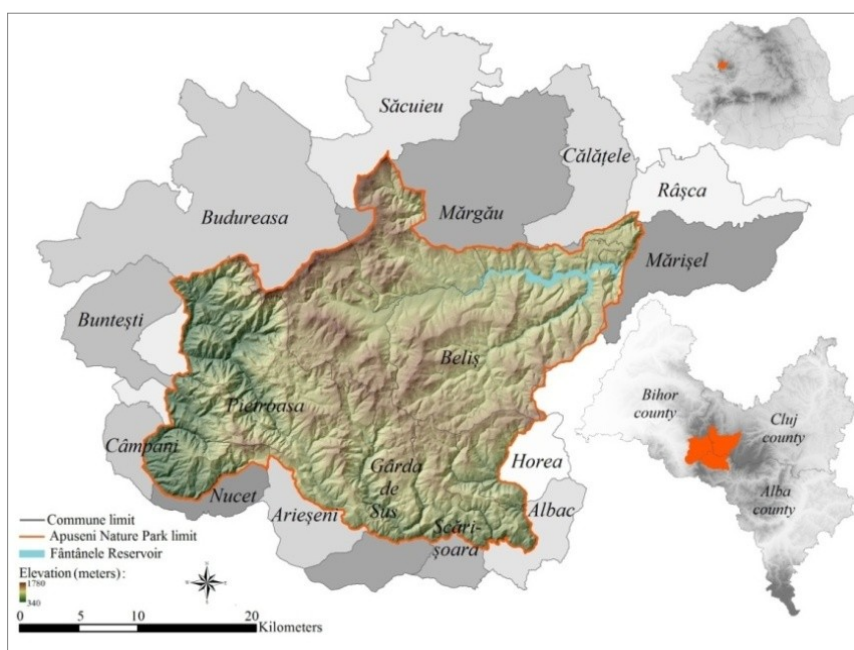 Săcuieu
Călățele
Râșca
Mărgău
Budureasa
Mărișel
Buntești
Beliș
Pietroasa
Câmpani
Nucet
Arieșeni
Gârda
de
Sus
Scări-
șoara
Horea
Albac
Bihor
county
Cluj
county
Alba
county
Commune limit
Apuseni Nature Park limit
Fântânele Reservoir
Elevation (meters):
1780
340
0 5 10 20
Kilometers